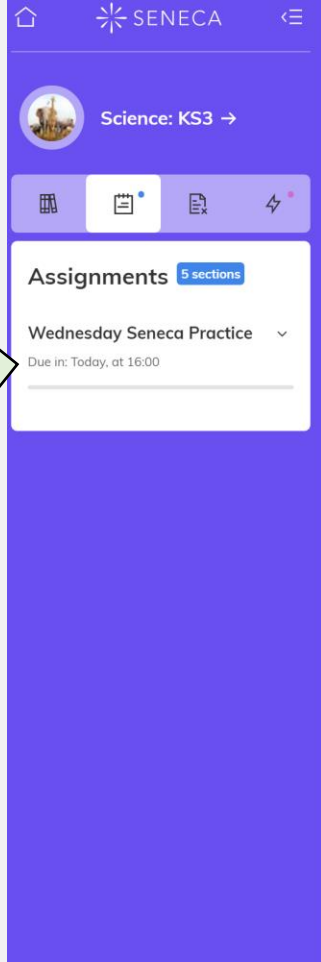 SENECA
Science: KS3 →
Assignments 5 sections
Wednesday Seneca Practice
Due in: Today, at 16:00